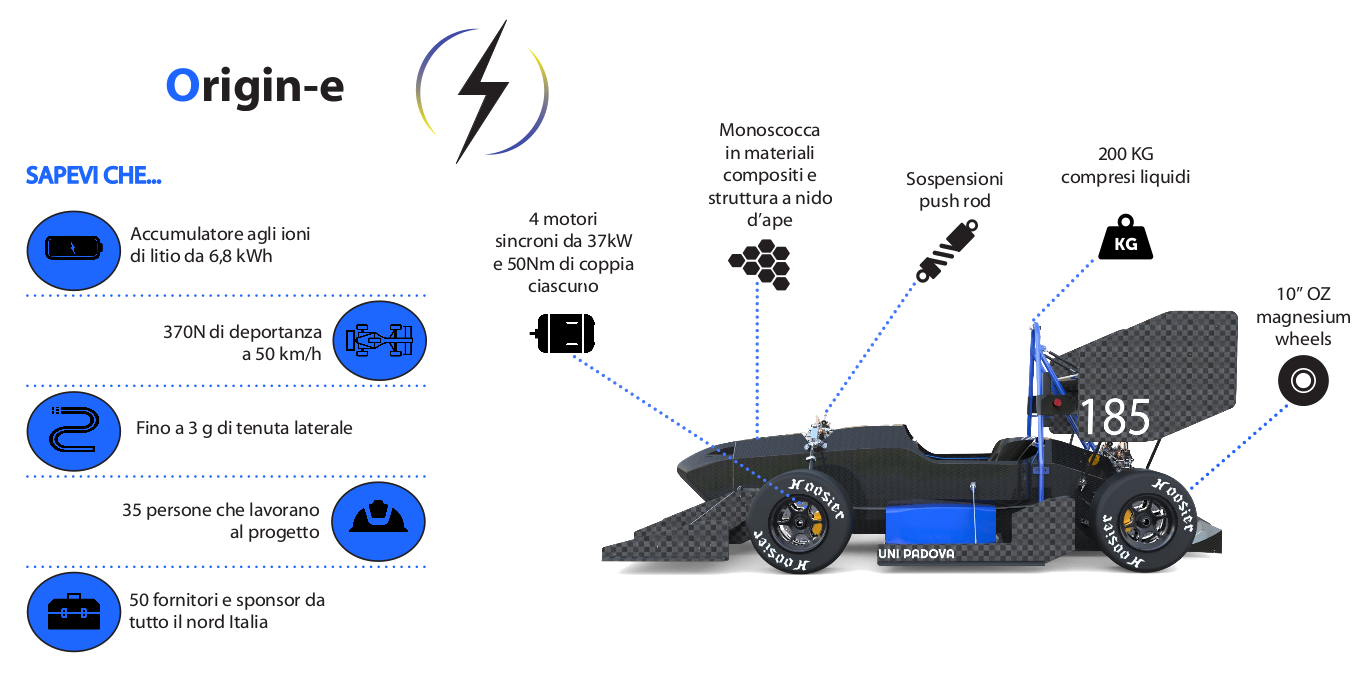 Origin-e
SAPEVI CHE...
Accumulatore agli ioni
di litio da 6,8 kWh
370N di deportanza
a 50 km/h
Fino a 3 g di tenuta laterale
35 persone che lavorano
al progetto
50 fornitori e sponsor da
tutto il nord Italia
4 motori
sincroni da 37kW
e 50Nm di coppia
ciascuno
Monoscocca
in materiali
compositi e
struttura a nido
d’ape
Sospensioni
push rod
200 KG
compresi liquidi
KG
10” OZ
magnesium
wheels
185
Hoosier
Hoosier
Hoosier
Hoosier
UNI PADOVA